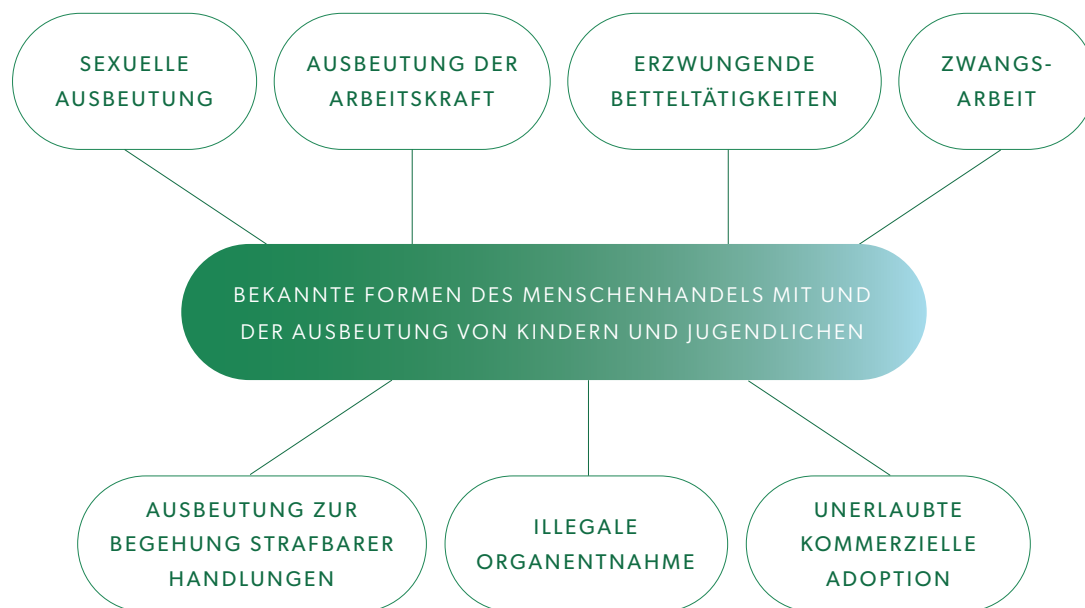 SEXUELLE
AUSBEUTUNG
AUSBEUTUNG DER
ARBEITSKRAFT
ERZWUNGENDE
BETTELTÄTIGKEITEN
ZWANGS-
ARBEIT
BEKANNTE FORMEN DES MENSCHENHANDELS MIT UND
DER AUSBEUTUNG VON KINDERN UND JUGENDLICHEN
AUSBEUTUNG ZUR
BEGEHUNG STRAFBARER
HANDLUNGEN
ILLEGALE
ORGANENTNAHME
UNERLAUBTE
KOMMERZIELLE
ADOPTION